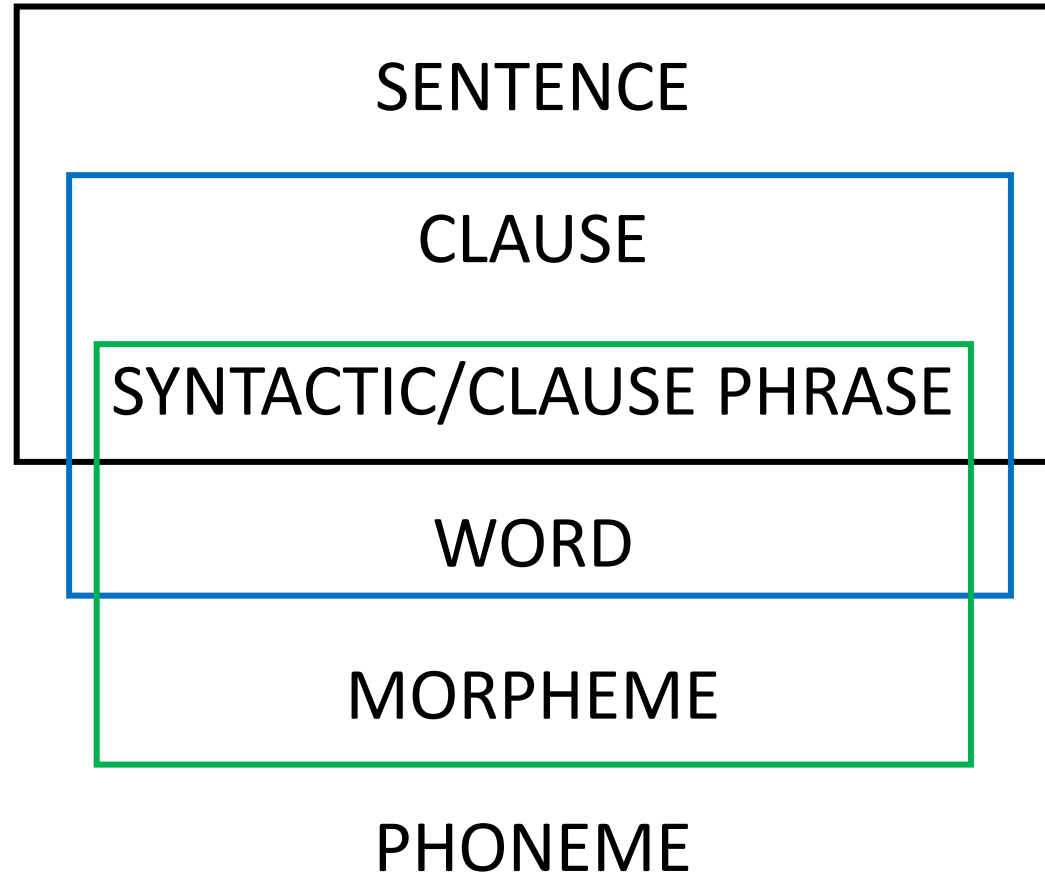 SENTENCE
CLAUSE
SYNTACTIC/CLAUSE PHRASE
WORD
MORPHEME
PHONEME